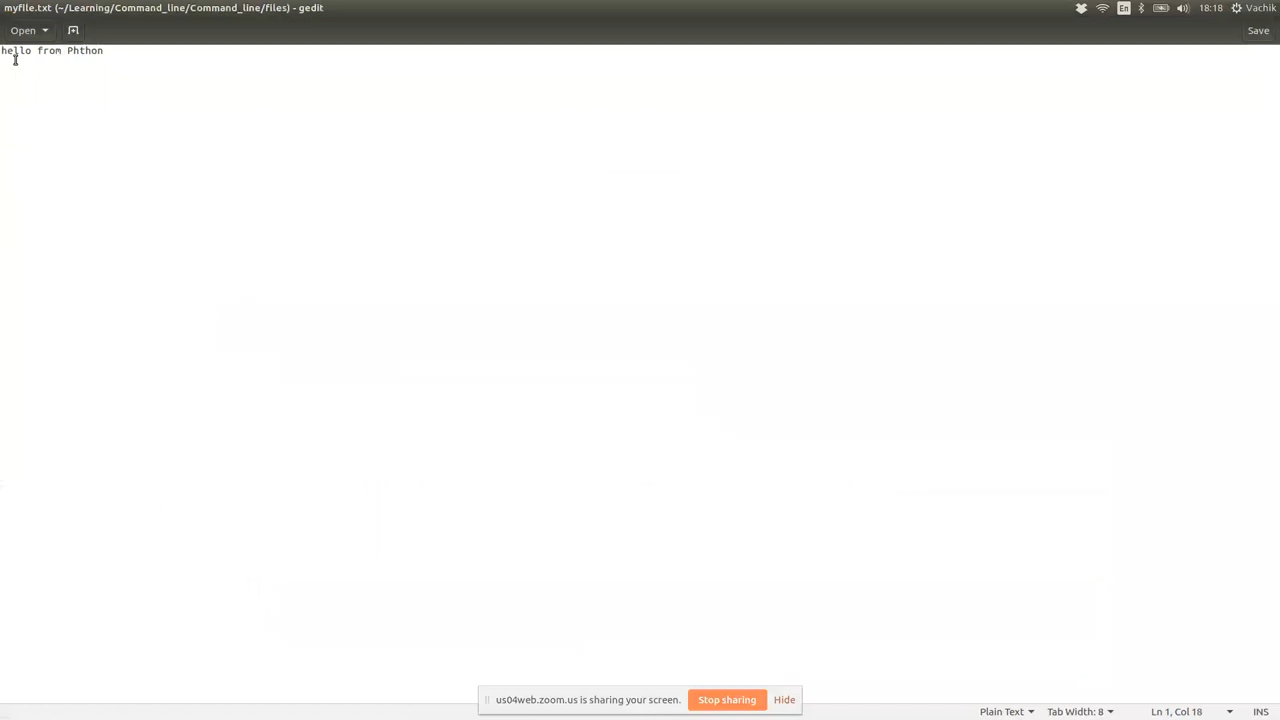 myfile.txt (~/Learning/Command_line/Command_line/files) - gedit
En
18:18
Vachik
Open
Save
hello from Phthon
us04web.zoom.us is sharing your screen.
Stop sharing
Hide
Plain Text
Tab Width: 8
Ln 1, Col 18
INS